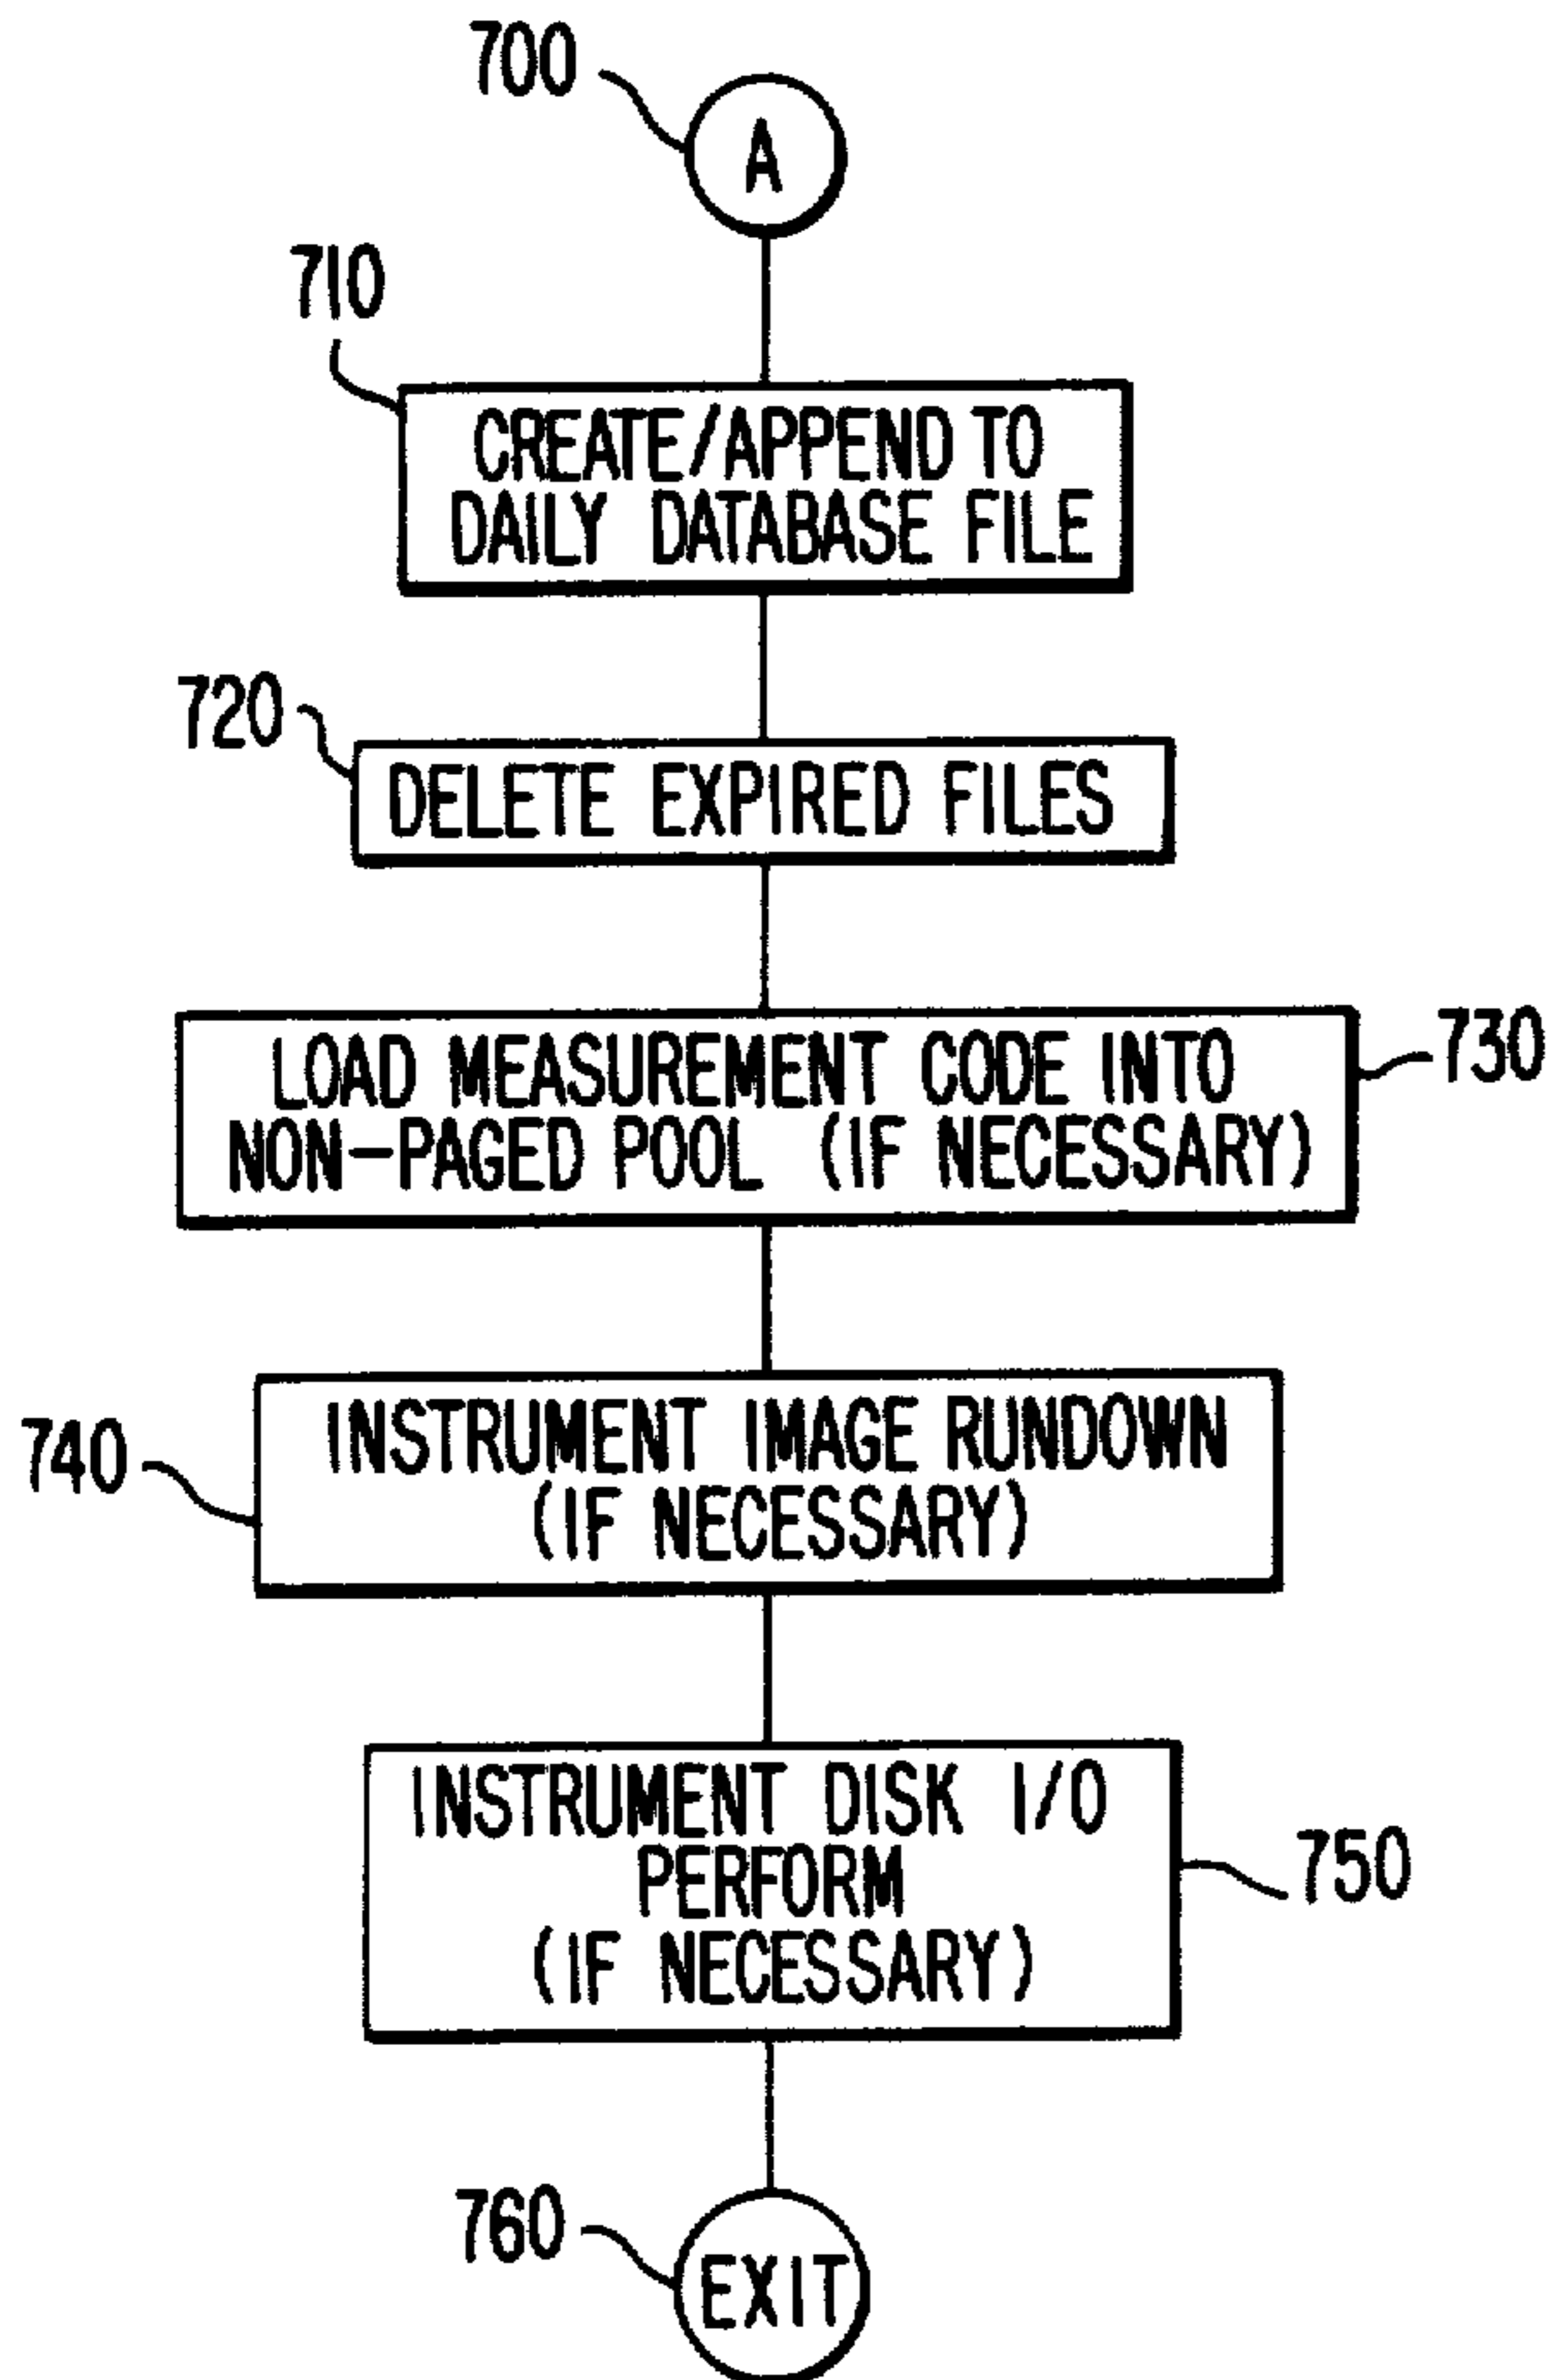 700
A
710
CREATE/APPEND TO
DAILY DATABASE FILE
720
DELETE EXPIRED FILES
LOAD MEASUREMENT CODE INTO
NON-PAGED POOL (IF NECESSARY)
730
740
INSTRUMENT IMAGE RUNDOWN
(IF NECESSARY)
INSTRUMENT DISK I/O
PERFORM
(IF NECESSARY)
750
760
EXIT